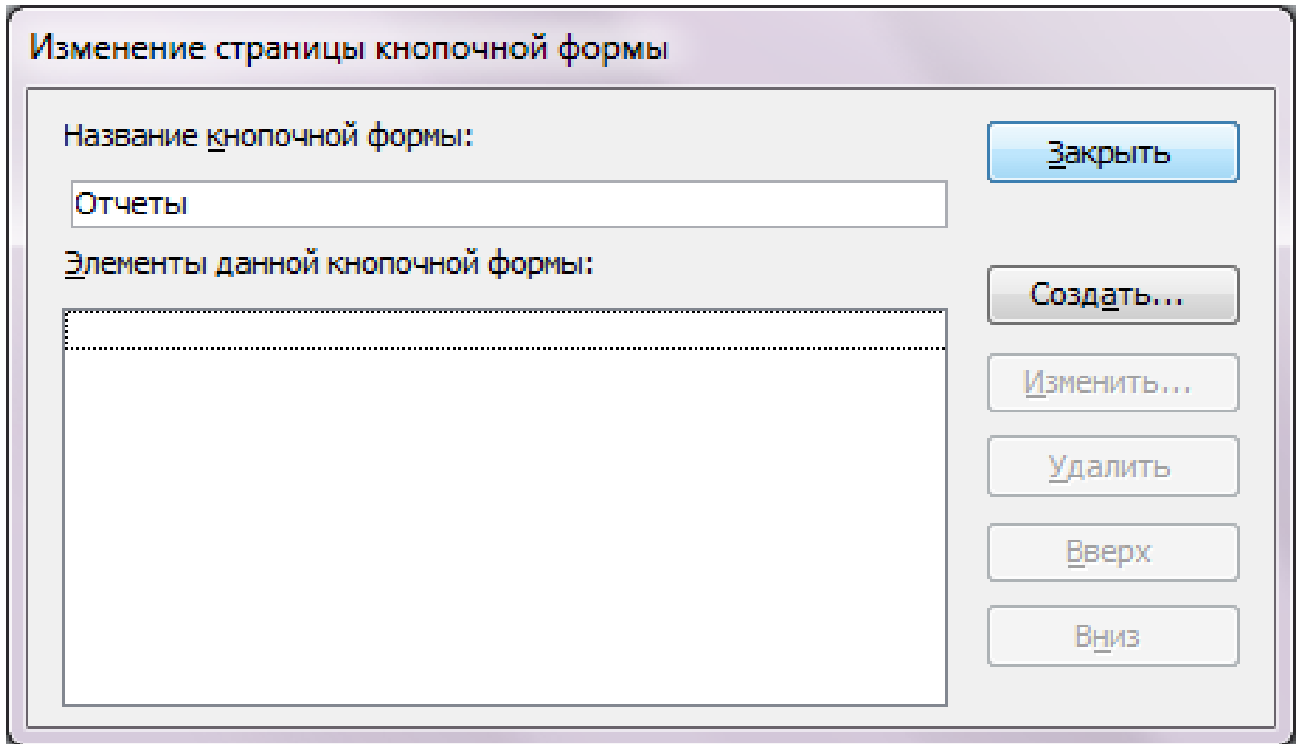 Изменение страницы кнопочной формы
Название кнопочной формы:
Закрыть
Отчеты
Элементы данной кнопочной формы:
Создать...
Изменить...
Удалить
Вверх
Вниз